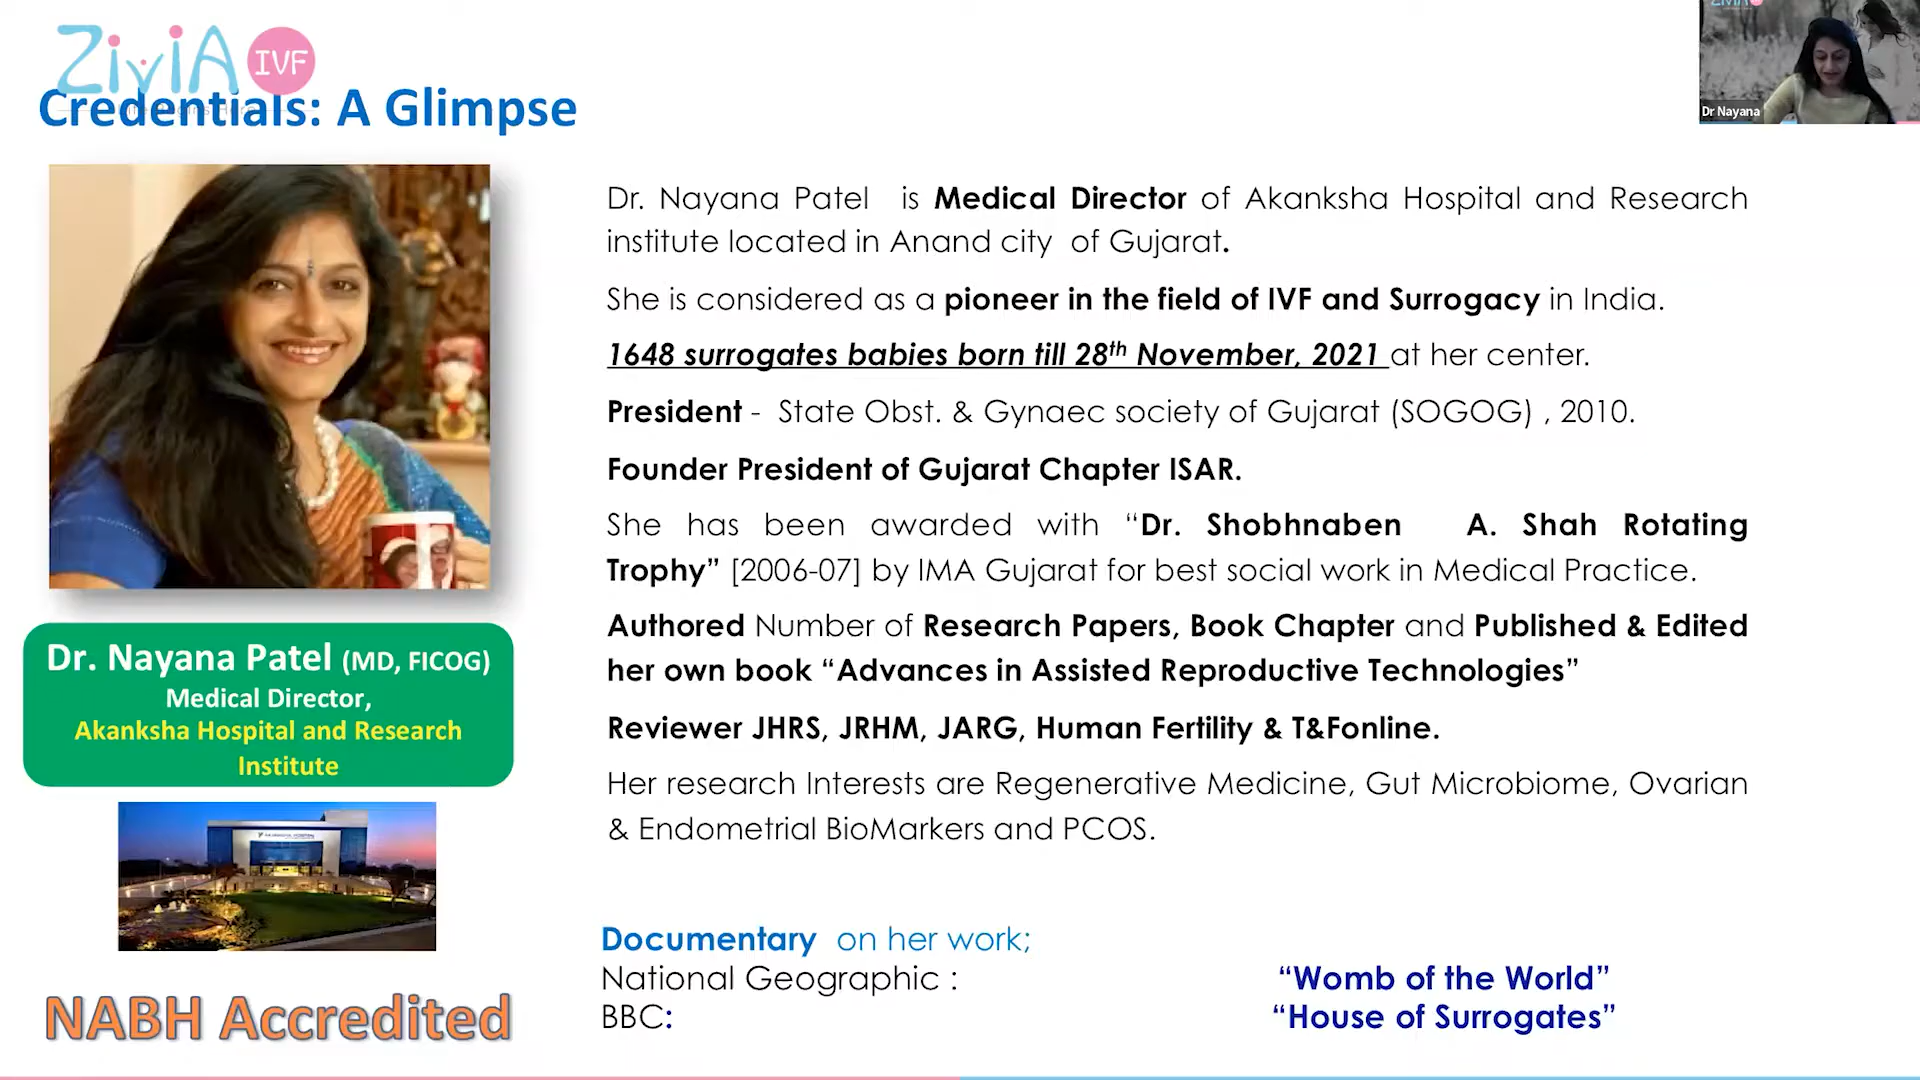 ZiviA IVF
Credentials: A Glimpse
Dr Nayana
Dr. Nayana Patel is Medical Director of Akanksha Hospital and Research
institute located in Anand city of Gujarat.
She is considered as a pioneer in the field of IVF and Surrogacy in India.
1648 surrogates babies born till 28th November, 2021 at her center.
President - State Obst. & Gynaec society of Gujarat (SOGOG) , 2010.
Founder President of Gujarat Chapter ISAR.
She has been awarded with “Dr. Shobhnaben A. Shah Rotating
Trophy” [2006-07] by IMA Gujarat for best social work in Medical Practice.
Authored Number of Research Papers, Book Chapter and Published & Edited
her own book “Advances in Assisted Reproductive Technologies”
Reviewer JHRS, JRHM, JARG, Human Fertility & T&Fonline.
Her research Interests are Regenerative Medicine, Gut Microbiome, Ovarian
& Endometrial BioMarkers and PCOS.
Dr. Nayana Patel (MD, FICOG)
Medical Director,
Akanksha Hospital and Research
Institute
NABH Accredited
Documentary on her work;
National Geographic : “Womb of the World”
BBC: “House of Surrogates”